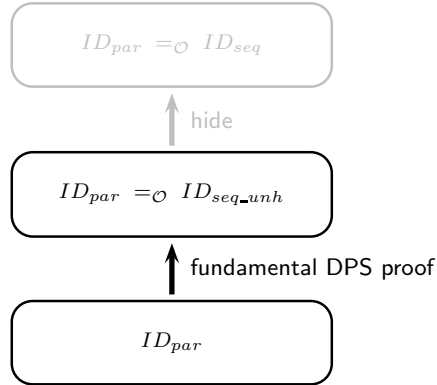 ID_par =_𝒪 ID_seq
hide
ID_par =_𝒪 ID_seq_unh
fundamental DPS proof
ID_par